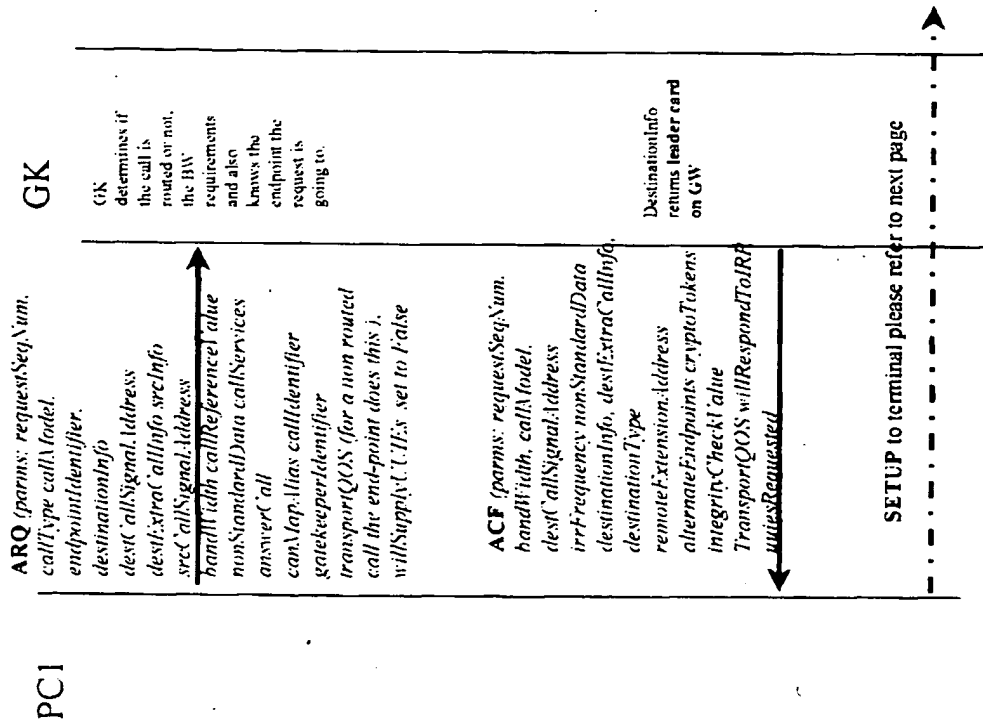 PC1
GK
ARQ (params: requestSeqNum,
callType callModel,
endpointIdentifier,
destinationInfo
destCallSignalAddress
destExtraCallInfo srcInfo
srcCallSignalAddress
bandWidth callReferenceValue
nonStandardData callServices
answerCall
canMapAlias callIdentifier
gatekeeperIdentifier
transportQOS (for a non routed
call the end-point does this ),
willSupplyUUIEs set to False
GK
determines if
the call is
routed or not,
the BW
requirements
and also
knows the
endpoint the
request is
going to.
ACF (params: requestSeqNum,
bandWidth, callModel,
destCallSignalAddress
irrFrequency nonStandardData
destinationInfo, destExtraCallInfo,
destinationType
remoteExtensionAddress
alternateEndpoints cryptoTokens
integrityCheckValue
TransportQOS willRespondToIRR
uuiesRequested
DestinationInfo
returns leader card
on GW
SETUP to terminal please refer to next page